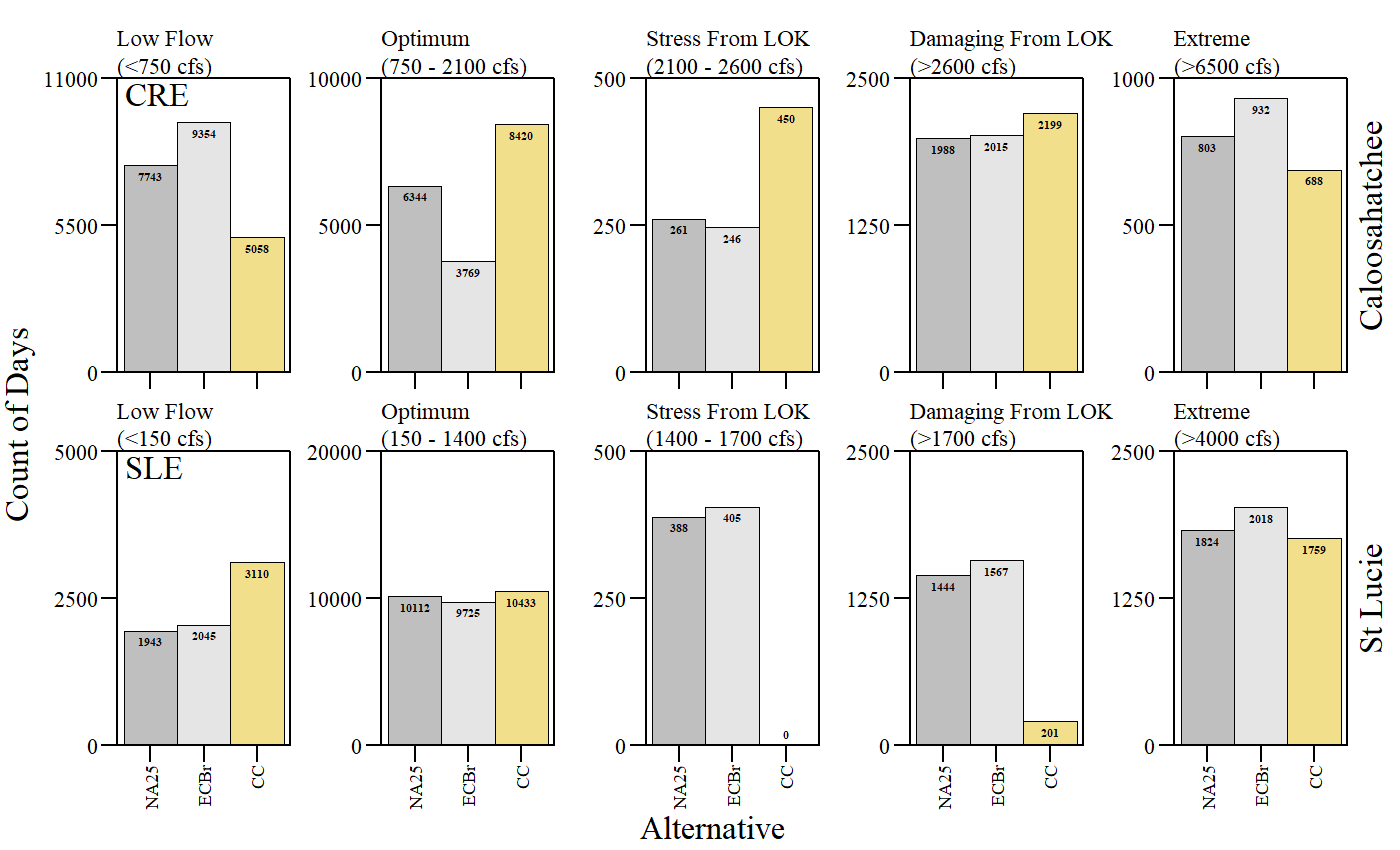 Low Flow
(<750 cfs)
Optimum
(750 - 2100 cfs)
Stress From LOK
(2100 - 2600 cfs)
Damaging From LOK
(>2600 cfs)
Extreme
(>6500 cfs)
11000
5500
0
CRE
7743
9354
5058
10000
5000
0
6344
3769
8420
500
250
0
261
246
450
2500
1250
0
1988
2015
2199
1000
500
0
803
932
688
Caloosahatchee
Count of Days
Low Flow
(<150 cfs)
Optimum
(150 - 1400 cfs)
Stress From LOK
(1400 - 1700 cfs)
Damaging From LOK
(>1700 cfs)
Extreme
(>4000 cfs)
5000
2500
0
SLE
1943
2045
3110
20000
10000
0
10112
9725
10433
500
250
0
388
405
0
2500
1250
0
1444
1567
201
2500
1250
0
1824
2018
1759
St Lucie
NA25
ECBr
CC
NA25
ECBr
CC
NA25
ECBr
CC
NA25
ECBr
CC
NA25
ECBr
CC
Alternative